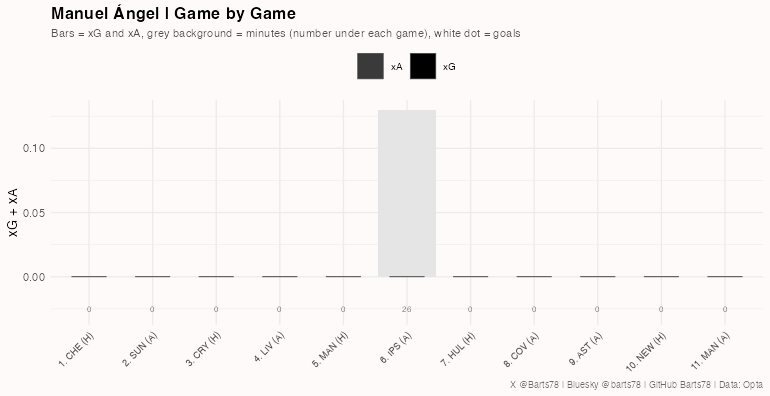 Manuel Ángel | Game by Game
Bars = xG and xA, grey background = minutes (number under each game), white dot = goals
xA xG
xG + xA
0.10
0.05
0.00
0 0 0 0 0 26 0 0 0 0 0
1. CHE (H) 2. SUN (A) 3. CRY (H) 4. LIV (A) 5. MAN (H) 6. IPS (A) 7. HUL (H) 8. COV (A) 9. AST (A) 10. NEW (H) 11. MAN (A)
X @Barts78 | Bluesky @barts78 | GitHub Barts78 | Data: Opta